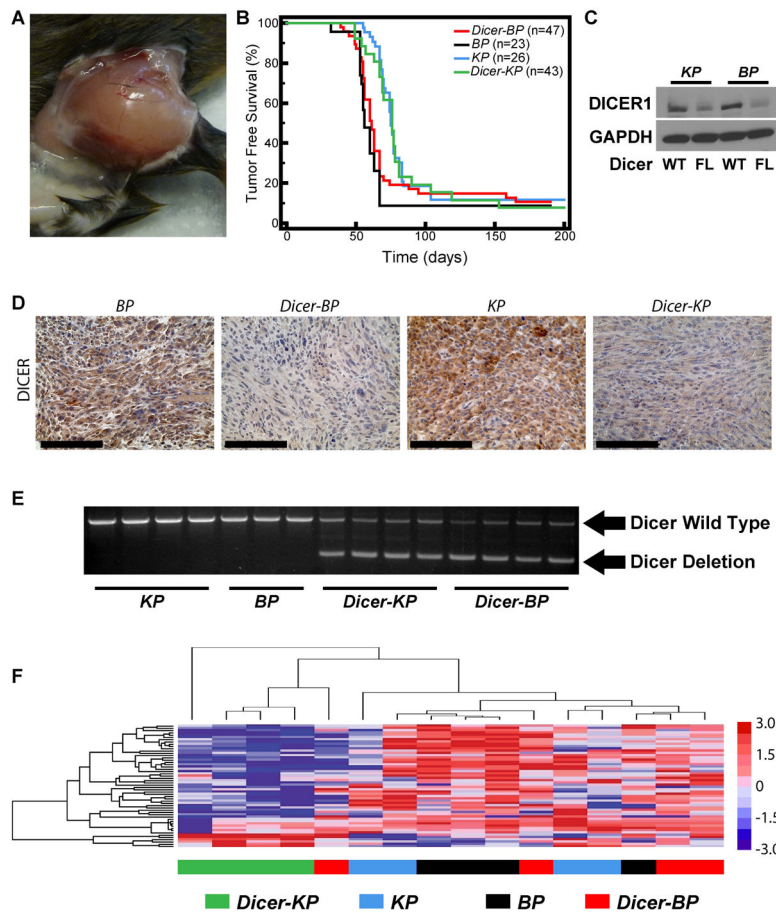 A
B
Tumor Free Survival (%)
100
80
60
40
20
0
0 50 100 150 200
Time (days)
Dicer-BP (n=47)
BP (n=23)
KP (n=26)
Dicer-KP (n=43)
C
KP BP
DICER1
GAPDH
Dicer WT FL WT FL
D
BP Dicer-BP KP Dicer-KP
DICER
E
Dicer Wild Type
Dicer Deletion
KP BP Dicer-KP Dicer-BP
F
3.0
1.5
0
-1.5
-3.0
Dicer-KP KP BP Dicer-BP